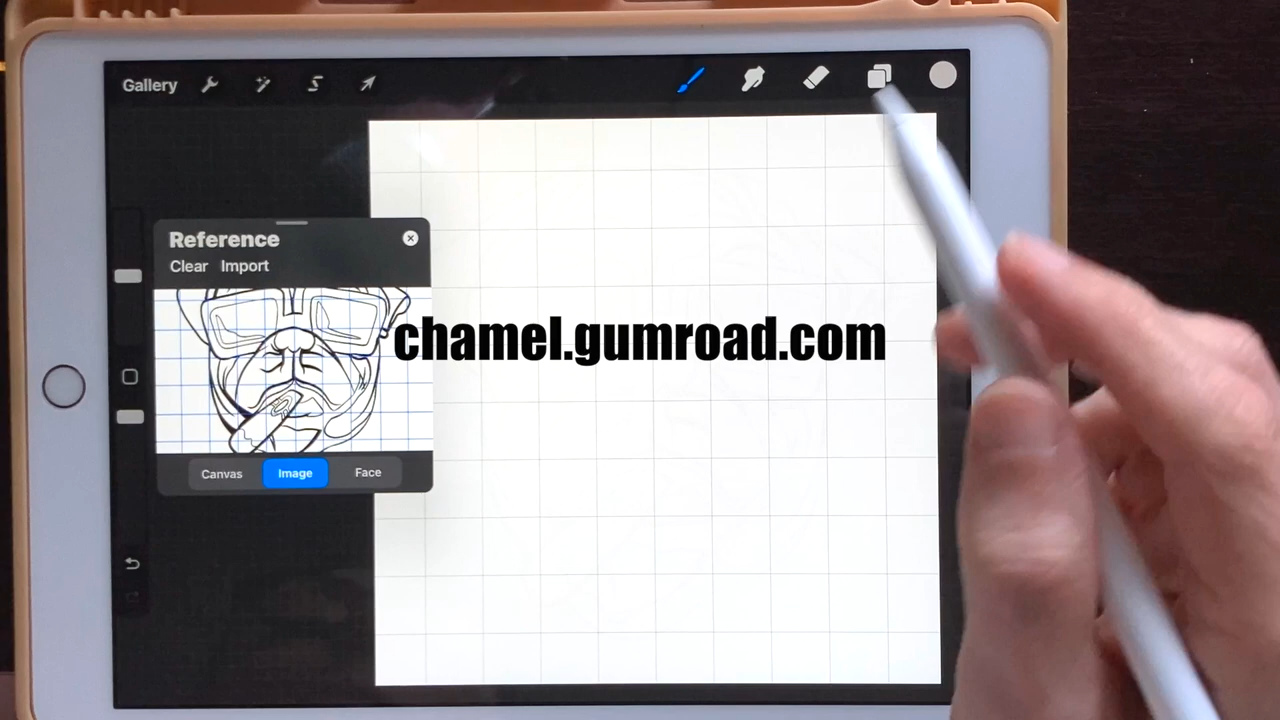 Gallery
Reference
Clear Import
chamel.gumroad.com
Canvas Image Face